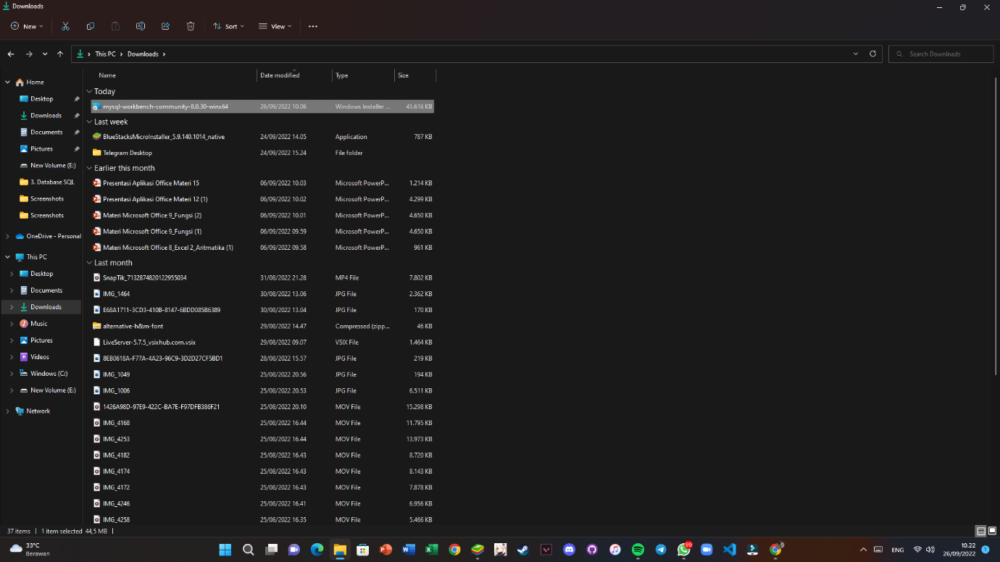 Downloads
New
Sort
View
This PC
Downloads
Search Downloads
Home
Desktop
Downloads
Documents
Pictures
New Volume (E:)
3. Database SQL
Screenshots
Screenshots
OneDrive - Personal
This PC
Desktop
Documents
Downloads
Music
Pictures
Videos
Windows (C:)
New Volume (E:)
Network
Name Date modified Type Size
Today
mysql-workbench-community-8.0.30-winx64 26/09/2022 10.06 Windows Installer ... 45.616 KB
Last week
BlueStacksMicroInstaller_5.9.140.1014_native 24/09/2022 14.05 Application 787 KB
Telegram Desktop 24/09/2022 15.24 File folder
Earlier this month
Presentasi Aplikasi Office Materi 15 06/09/2022 10.03 Microsoft PowerP... 1.214 KB
Presentasi Aplikasi Office Materi 12 (1) 06/09/2022 10.02 Microsoft PowerP... 4.299 KB
Materi Microsoft Office 9_Fungsi (2) 06/09/2022 10.01 Microsoft PowerP... 4.650 KB
Materi Microsoft Office 9_Fungsi (1) 06/09/2022 09.59 Microsoft PowerP... 4.650 KB
Materi Microsoft Office 8_Excel 2_Aritmatika (1) 06/09/2022 09.58 Microsoft PowerP... 961 KB
Last month
SnapTik_7132874820122955034 31/08/2022 21.28 MP4 File 7.802 KB
IMG_1464 30/08/2022 13.06 JPG File 2.362 KB
E68A1711-3CD3-410B-8147-6BDD085B6389 30/08/2022 13.04 JPG File 170 KB
alternative-h&m-font 29/08/2022 14.47 Compressed (zipp... 46 KB
LiveServer-5.7.5_vsixhub.com.vsix 29/08/2022 09.07 VSIX File 1.464 KB
8EB0618A-F77A-4A23-96C9-3D2D27CF5BD1 28/08/2022 15.57 JPG File 219 KB
IMG_1049 25/08/2022 20.56 JPG File 194 KB
IMG_1006 25/08/2022 20.53 JPG File 6.511 KB
1426A98D-97E9-422C-BA7E-F97DFB386F21 25/08/2022 20.10 MOV File 15.298 KB
IMG_4168 25/08/2022 16.44 MOV File 11.795 KB
IMG_4253 25/08/2022 16.44 MOV File 13.973 KB
IMG_4182 25/08/2022 16.43 MOV File 8.720 KB
IMG_4174 25/08/2022 16.43 MOV File 8.143 KB
IMG_4172 25/08/2022 16.43 MOV File 7.878 KB
IMG_4246 25/08/2022 16.41 MOV File 6.956 KB
IMG_4258 25/08/2022 16.35 MOV File 5.466 KB
37 items 1 item selected 44,5 MB
33°C
Berawan
99
ENG
10.22
26/09/2022
1